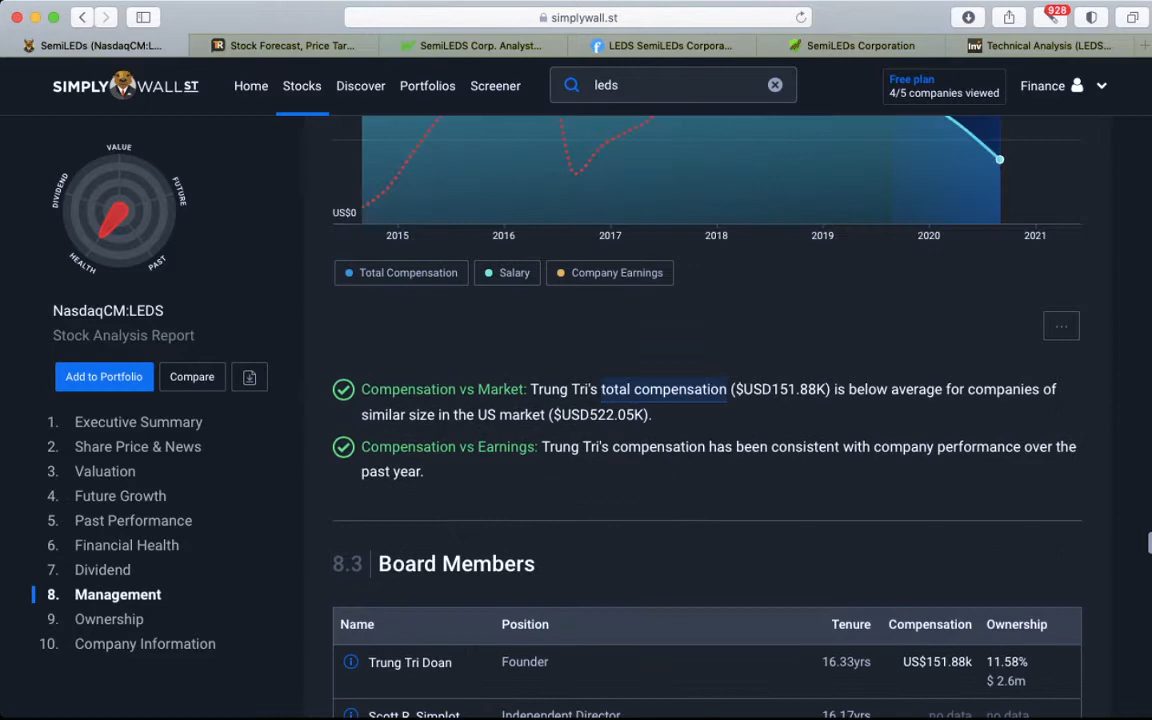 simplywall.st
928
SemiLEDs (NasdaqCM:L...
Stock Forecast, Price Tar...
SemiLEDS Corp. Analyst...
LEDS SemiLEDs Corpora...
SemiLEDs Corporation
Technical Analysis (LEDS...
SIMPLY WALL ST
Home
Stocks
Discover
Portfolios
Screener
leds
Free plan
4/5 companies viewed
Finance
VALUE
FUTURE
PAST
HEALTH
DIVIDEND
US$0
2015
2016
2017
2018
2019
2020
2021
Total Compensation
Salary
Company Earnings
NasdaqCM:LEDS
Stock Analysis Report
Add to Portfolio
Compare
1. Executive Summary
2. Share Price & News
3. Valuation
4. Future Growth
5. Past Performance
6. Financial Health
7. Dividend
8. Management
9. Ownership
10. Company Information
...
Compensation vs Market: Trung Tri's total compensation ($USD151.88K) is below average for companies of
similar size in the US market ($USD522.05K).
Compensation vs Earnings: Trung Tri's compensation has been consistent with company performance over the
past year.
8.3 Board Members
Name Position Tenure Compensation Ownership
Trung Tri Doan Founder 16.33yrs US$151.88k 11.58%
$ 2.6m
Scott R. Simplot Independent Director 16.17yrs no data no data